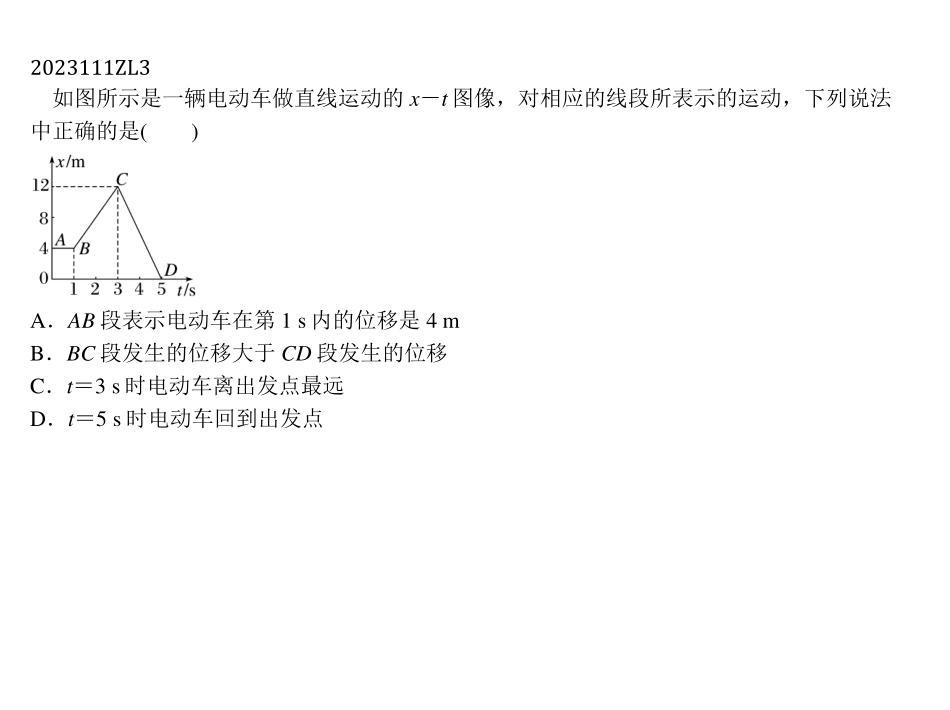 2023111ZL3
如图所示是一辆电动车做直线运动的 x－t 图像，对相应的线段所表示的运动，下列说法
中正确的是(　　)
x/m
12
C
8
A
4
B
D
0
1 2 3 4 5 t/s
A．AB 段表示电动车在第 1 s 内的位移是 4 m
B．BC 段发生的位移大于 CD 段发生的位移
C．t＝3 s 时电动车离出发点最远
D．t＝5 s 时电动车回到出发点